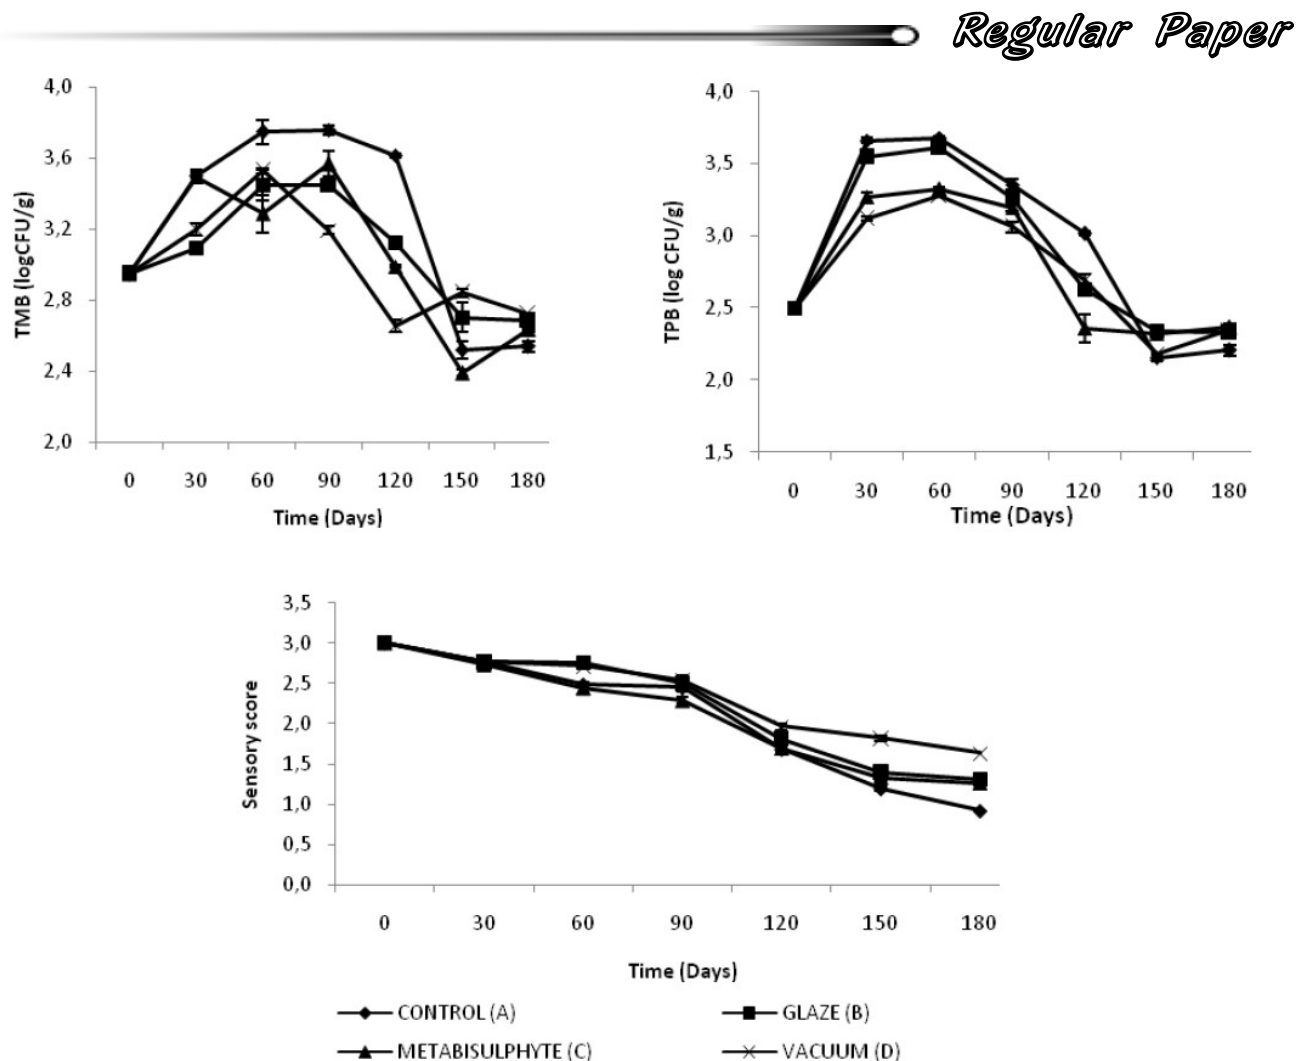 Regular Paper
4,0
3,6
3,2
2,8
2,4
2,0
TMB (logCFU/g)
0 30 60 90 120 150 180
Time (Days)
4,0
3,5
3,0
2,5
2,0
1,5
TPB (log CFU/g)
0 30 60 90 120 150 180
Time (Days)
3,5
3,0
2,5
2,0
1,5
1,0
0,5
0,0
Sensory score
0 30 60 90 120 150 180
Time (Days)
CONTROL (A) GLAZE (B)
METABISULPHYTE (C) VACUUM (D)